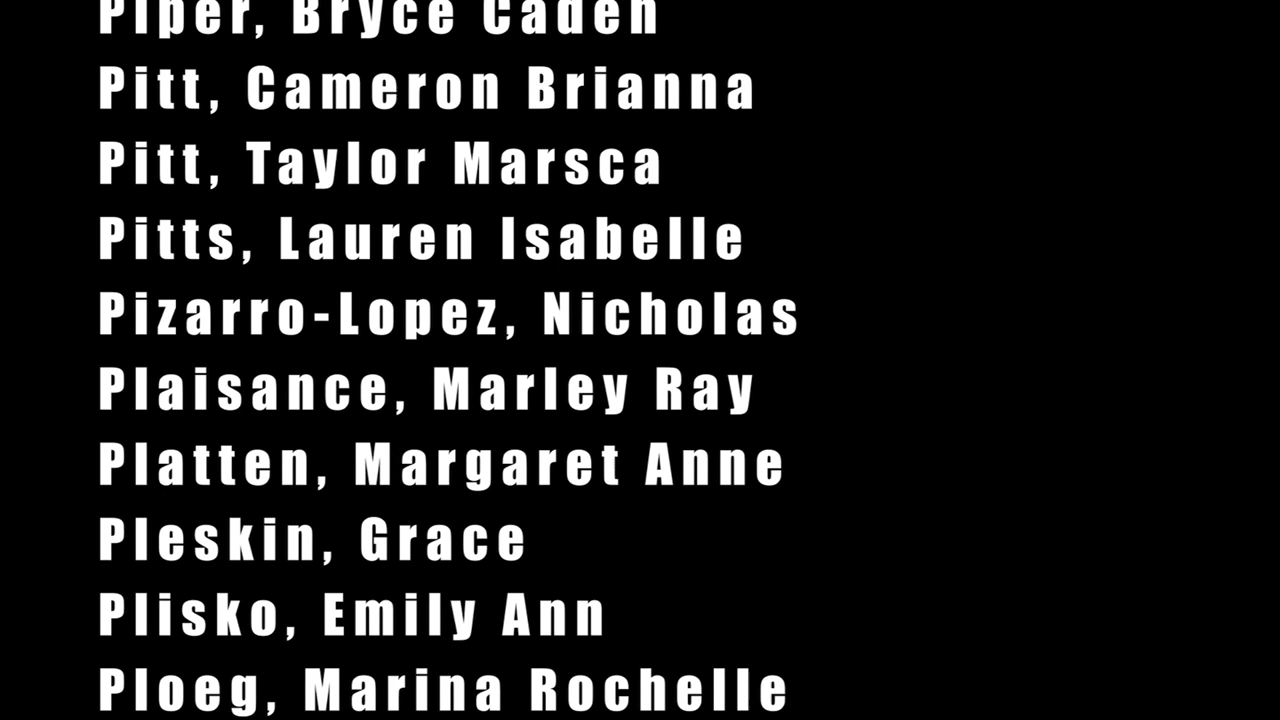 Piper, Bryce Caden
Pitt, Cameron Brianna
Pitt, Taylor Marsca
Pitts, Lauren Isabelle
Pizarro-Lopez, Nicholas
Plaisance, Marley Ray
Platten, Margaret Anne
Pleskin, Grace
Plisko, Emily Ann
Ploeg, Marina Rochelle